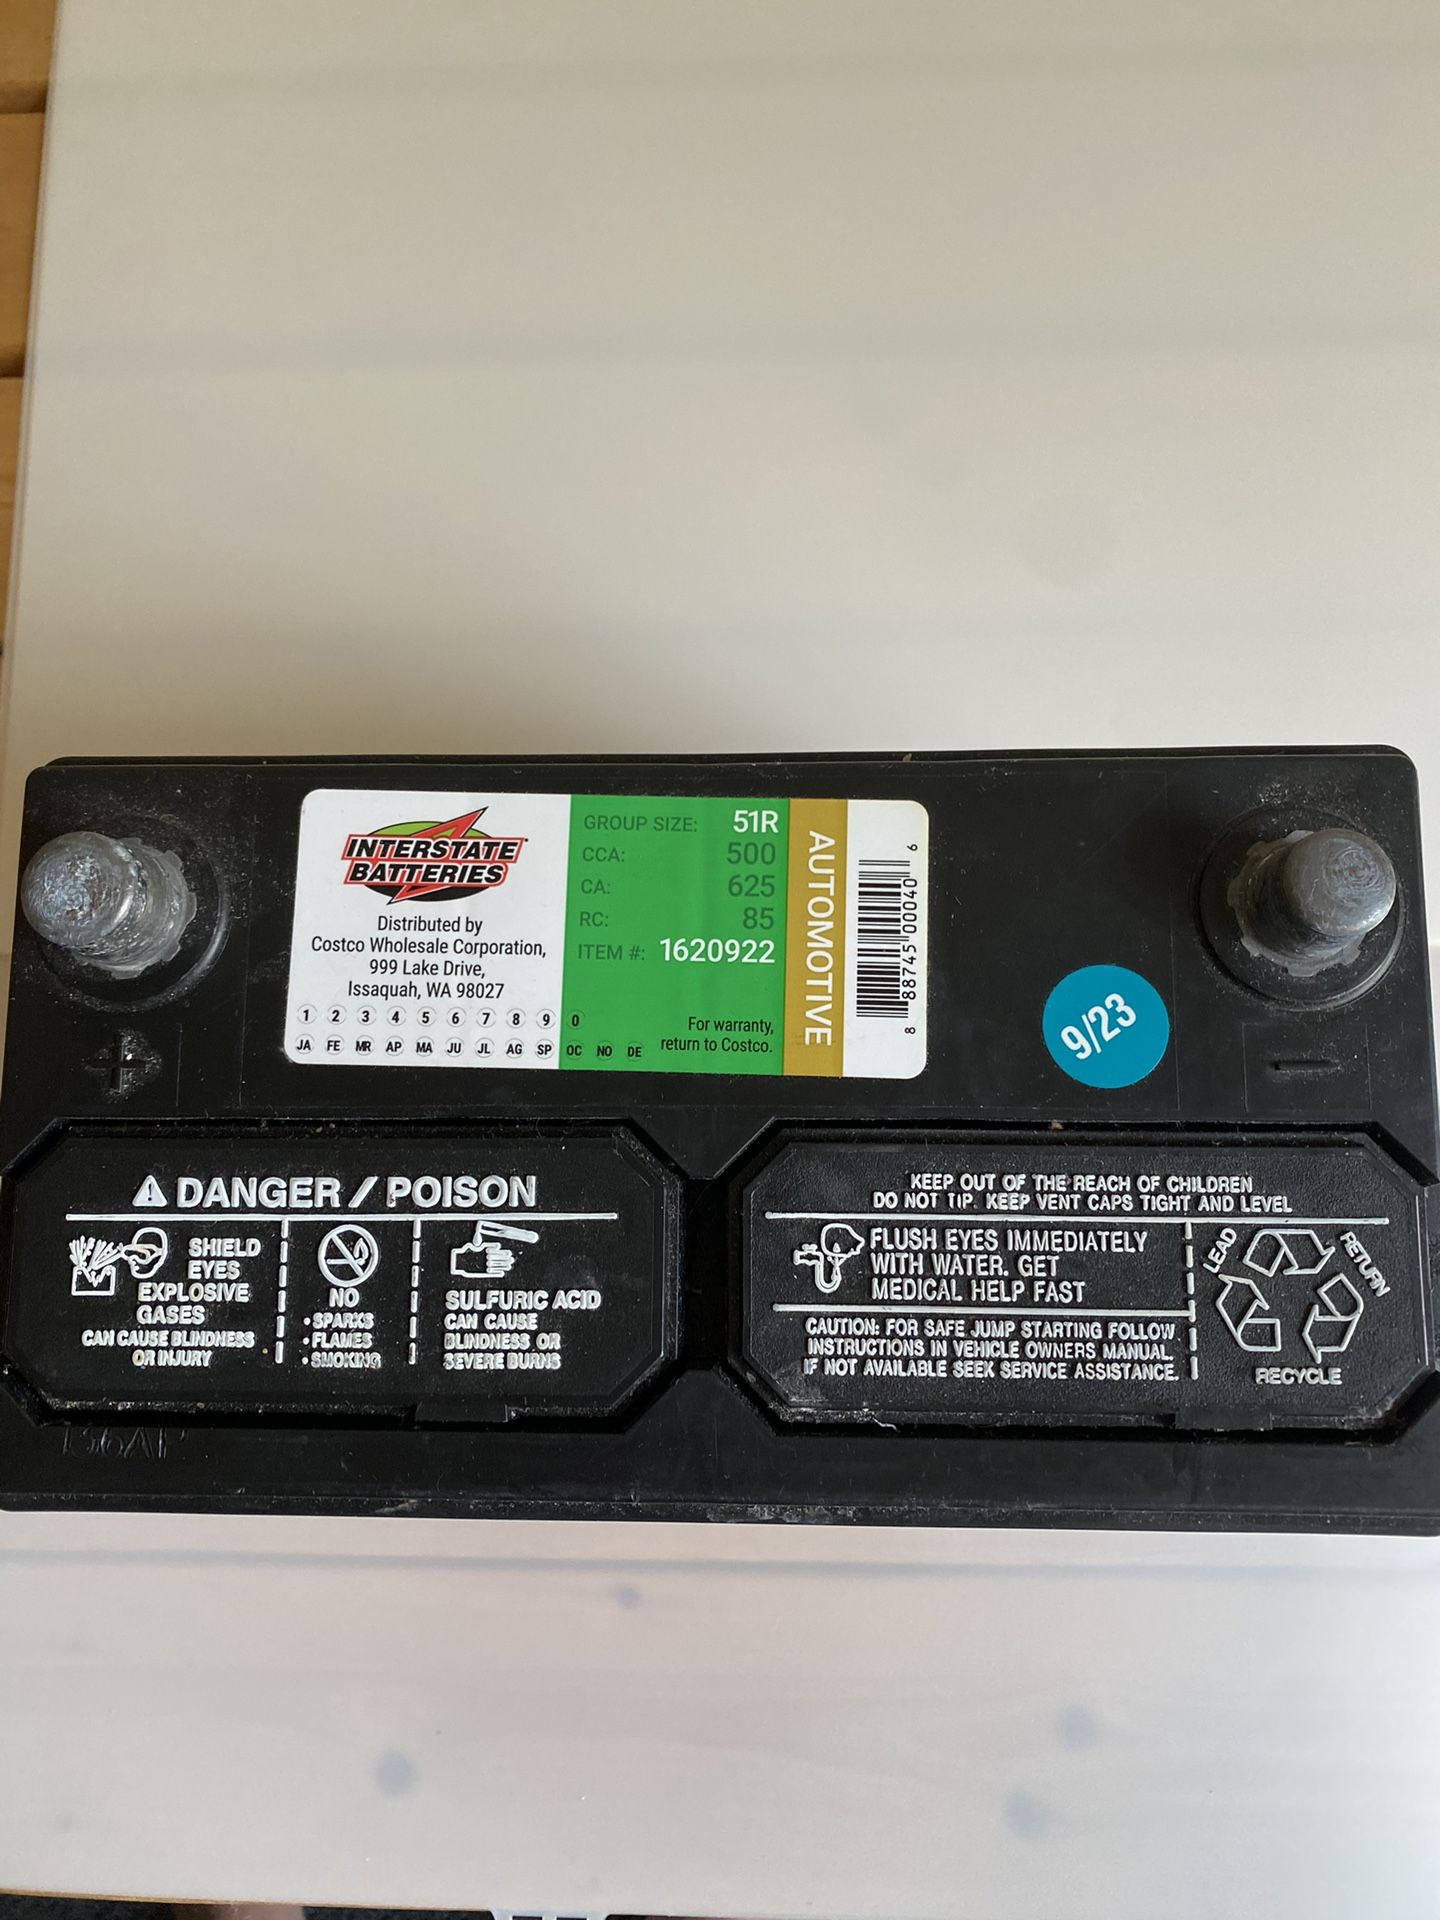 INTERSTATE
BATTERIES
Distributed by
Costco Wholesale Corporation,
999 Lake Drive,
Issaquah, WA 98027
1 2 3 4 5 6 7 8 9 0
JA FE MR AP MA JU JL AG SP OC NO DE
GROUP SIZE: 51R
CCA: 500
CA: 625
RC: 85
ITEM #: 1620922
For warranty,
return to Costco.
AUTOMOTIVE
8 88745 00040 6
9/23
+
−
DANGER / POISON
SHIELD
EYES
EXPLOSIVE
GASES
CAN CAUSE BLINDNESS
OR INJURY
NO
• SPARKS
• FLAMES
• SMOKING
SULFURIC ACID
CAN CAUSE
BLINDNESS OR
SEVERE BURNS
KEEP OUT OF THE REACH OF CHILDREN
DO NOT TIP. KEEP VENT CAPS TIGHT AND LEVEL
FLUSH EYES IMMEDIATELY
WITH WATER. GET
MEDICAL HELP FAST
CAUTION: FOR SAFE JUMP STARTING FOLLOW
INSTRUCTIONS IN VEHICLE OWNERS MANUAL.
IF NOT AVAILABLE SEEK SERVICE ASSISTANCE.
LEAD
RETURN
RECYCLE